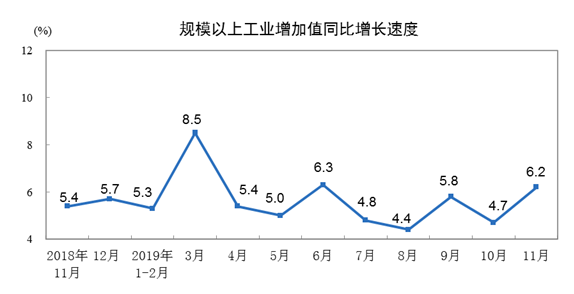 规模以上工业增加值同比增长速度
(%)
12
10
8
6
4
5.4
5.7
5.3
8.5
5.4
5.0
6.3
4.8
4.4
5.8
4.7
6.2
2018年
11月
12月
2019年
1-2月
3月
4月
5月
6月
7月
8月
9月
10月
11月